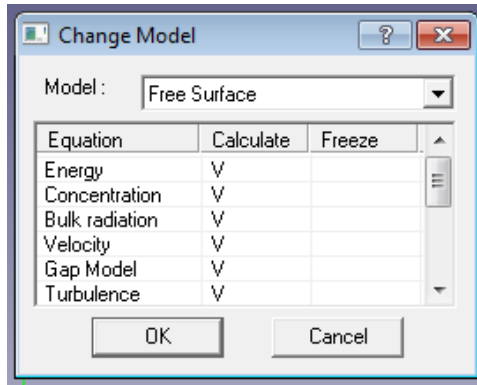 Change Model
Model : Free Surface
Equation Calculate Freeze
Energy V
Concentration V
Bulk radiation V
Velocity V
Gap Model V
Turbulence V
OK Cancel